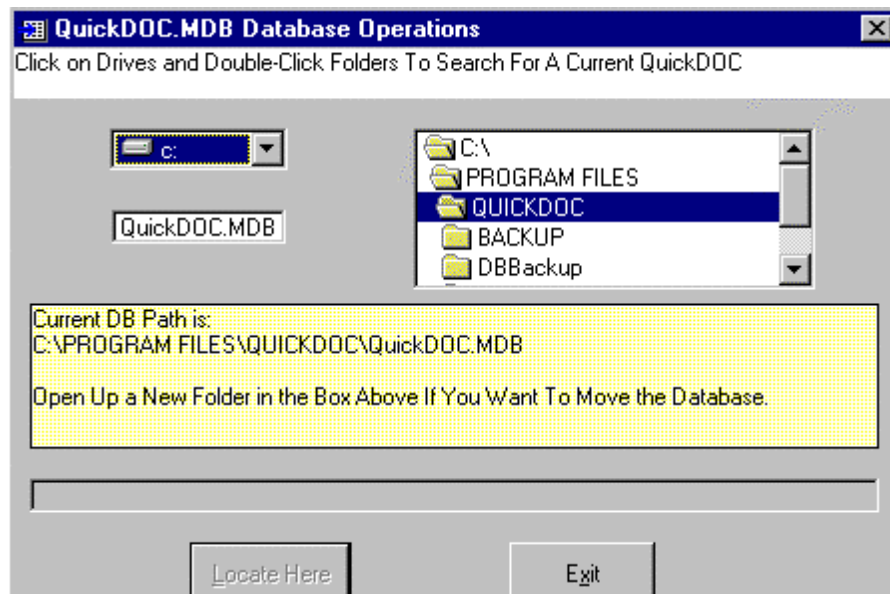 QuickDOC.MDB Database Operations
Click on Drives and Double-Click Folders To Search For A Current QuickDOC
c:
C:\
PROGRAM FILES
QUICKDOC
BACKUP
DBBackup
QuickDOC.MDB
Current DB Path is:
C:\PROGRAM FILES\QUICKDOC\QuickDOC.MDB
Open Up a New Folder in the Box Above If You Want To Move the Database.
Locate Here
Exit